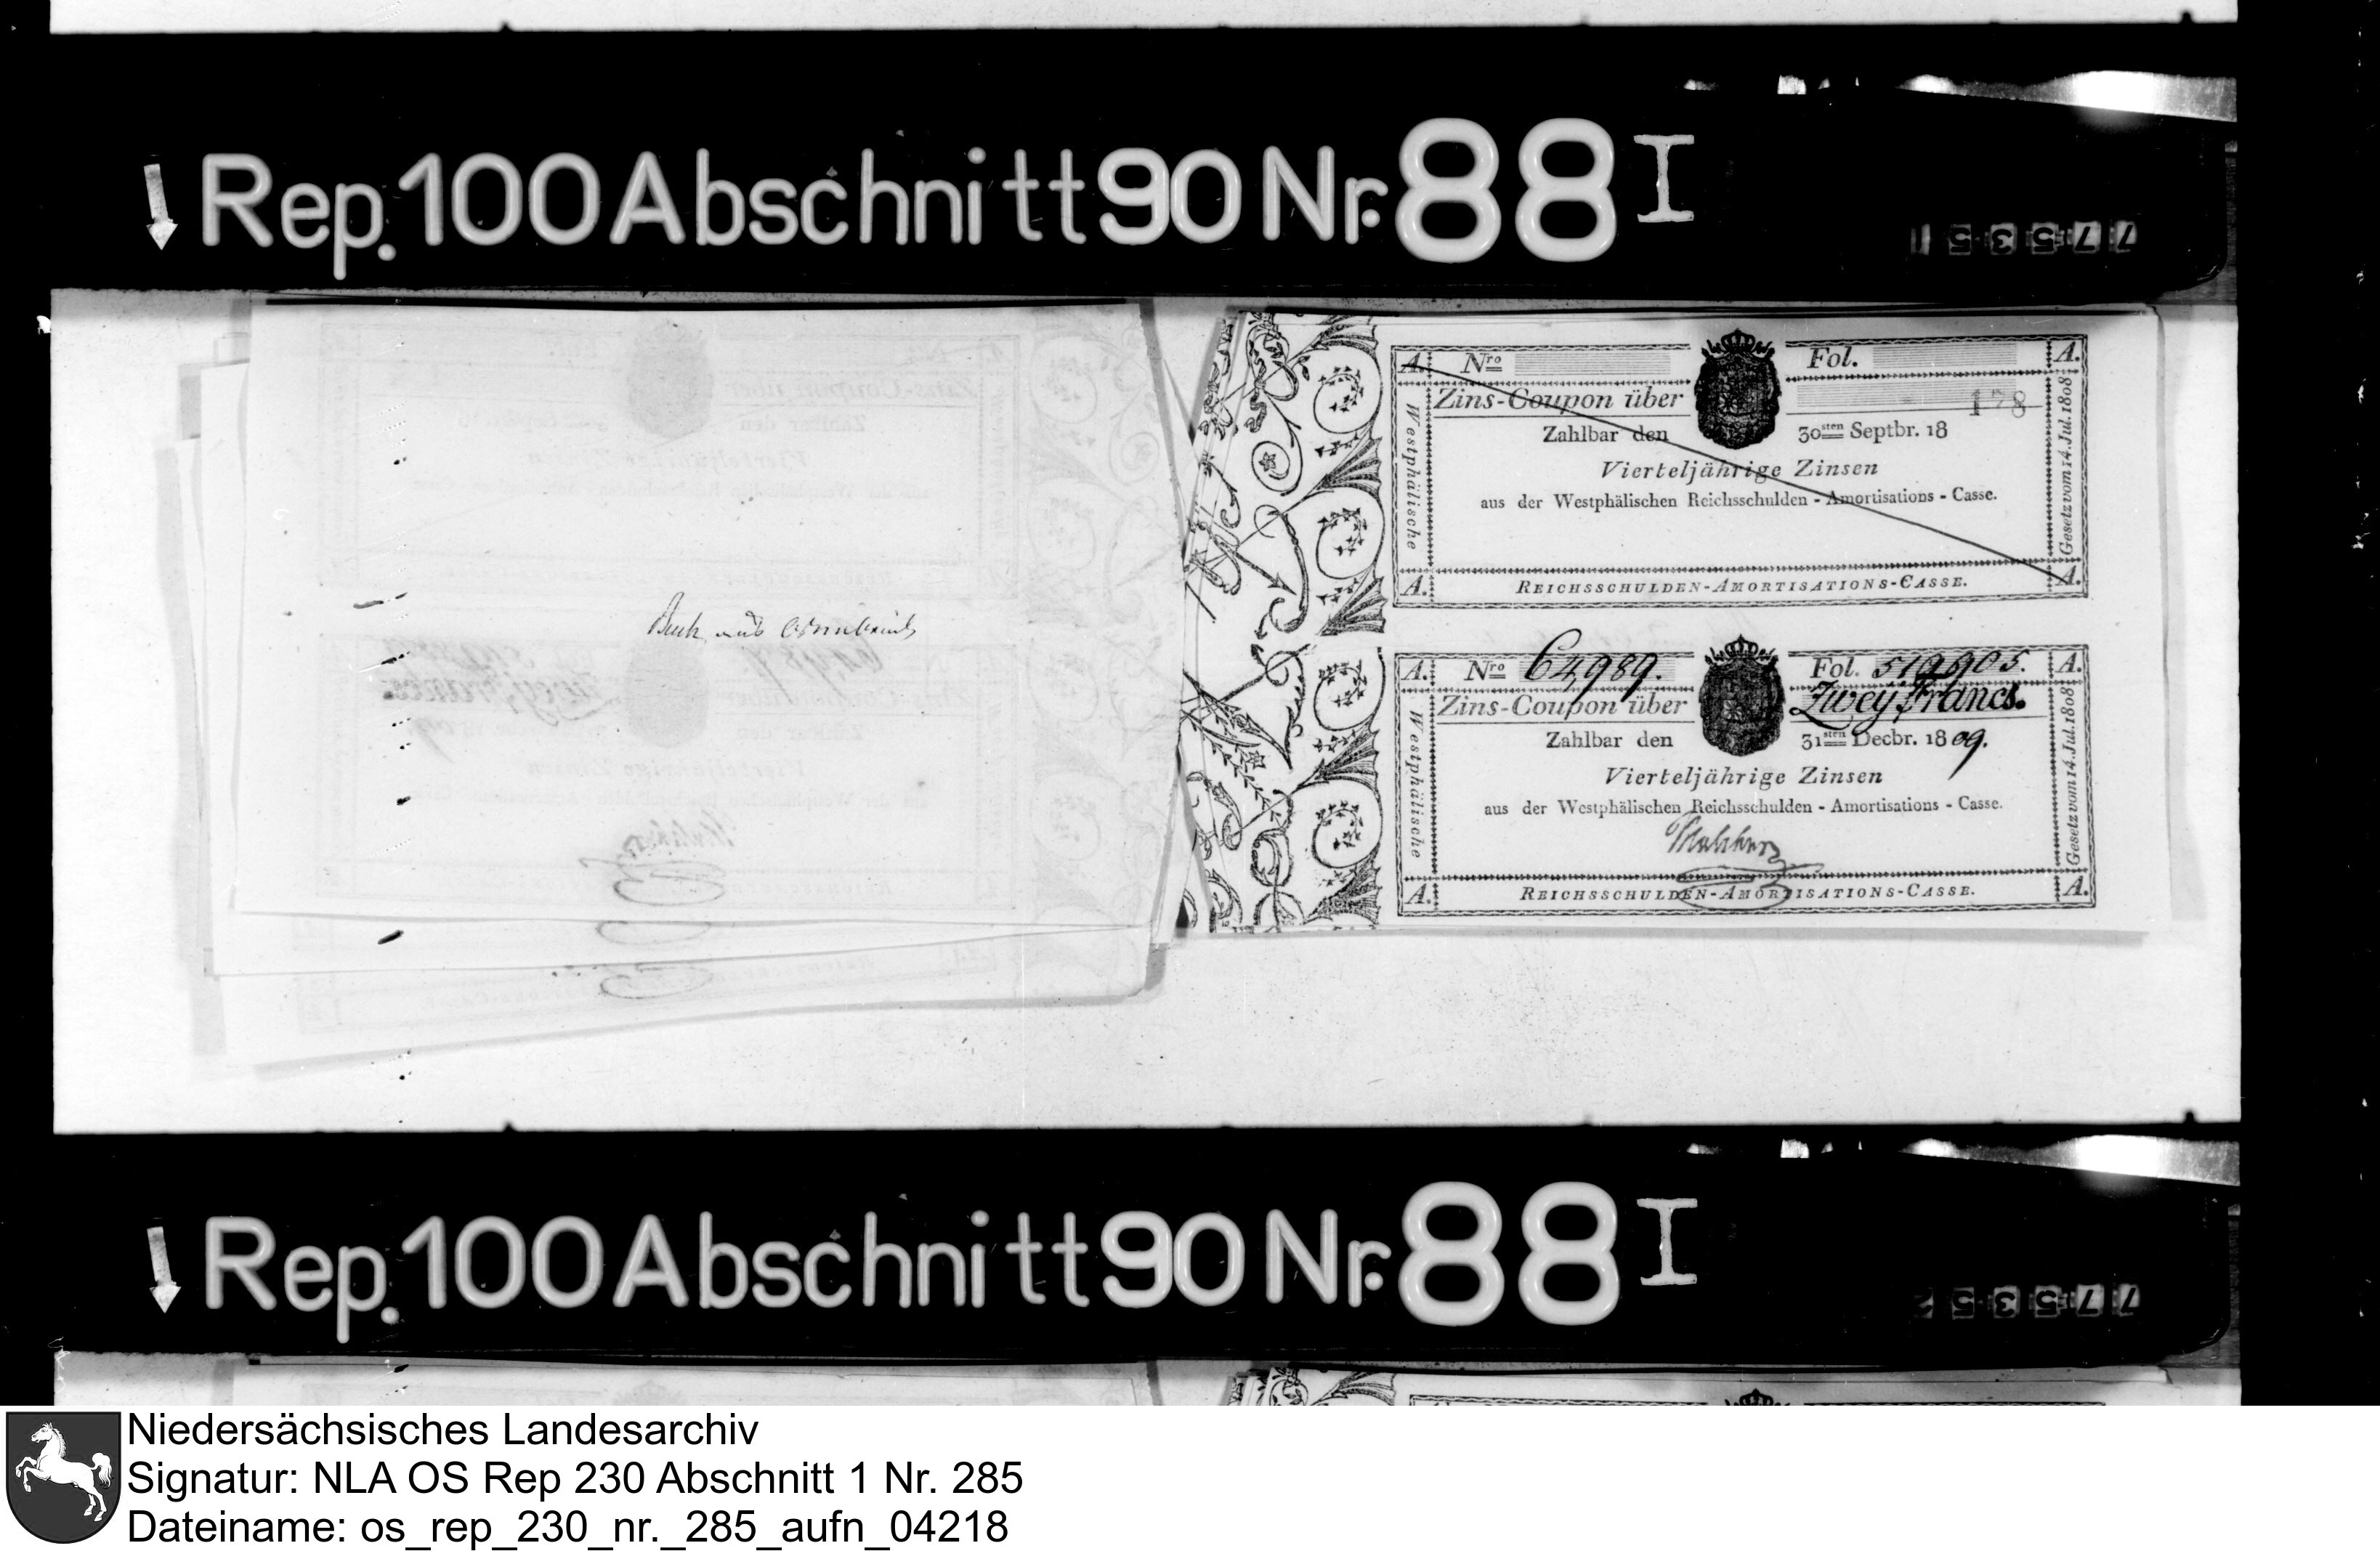 Rep. 100 Abschnitt 90 Nr. 88 I
A. Nro Fol. A.
Zins-Coupon über 178
Zahlbar den 30sten Septbr. 18
Vierteljährige Zinsen
aus der Westphälischen Reichsschulden - Amortisations - Casse.
Westphälische
Gesetz vom 14. Jul. 1808
A. REICHSSCHULDEN-AMORTISATIONS-CASSE. A.
A. Nro 64989. Fol. 519905. A.
Zins-Coupon über Zwey Francs.
Zahlbar den 31sten Decbr. 1809.
Vierteljährige Zinsen
aus der Westphälischen Reichsschulden - Amortisations - Casse.
Westphälische
Gesetz vom 14. Jul. 1808
A. REICHSSCHULDEN-AMORTISATIONS-CASSE. A.
Rep. 100 Abschnitt 90 Nr. 88 I
Niedersächsisches Landesarchiv
Signatur: NLA OS Rep 230 Abschnitt 1 Nr. 285
Dateiname: os_rep_230_nr._285_aufn_04218